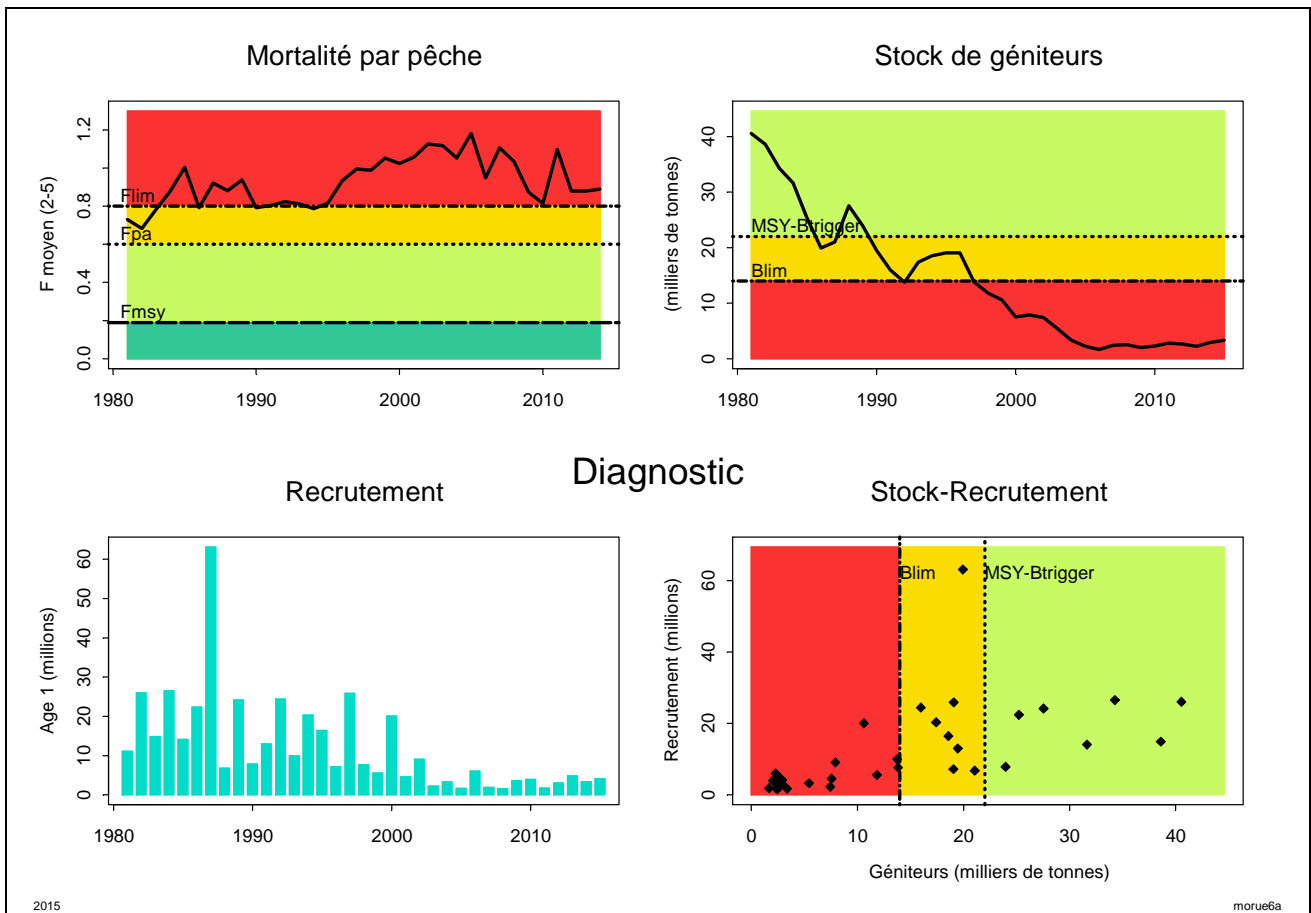 Mortalité par pêche
F moyen (2-5)
0.0
0.4
0.8
1.2
Flim
Fpa
Fmsy
1980
1990
2000
2010
Stock de géniteurs
(milliers de tonnes)
0
10
20
30
40
MSY-Btrigger
Blim
1980
1990
2000
2010
Diagnostic
Recrutement
Age 1 (millions)
0
10
20
30
40
50
60
1980
1990
2000
2010
Stock-Recrutement
Recrutement (millions)
0
20
40
60
Blim
MSY-Btrigger
0
10
20
30
40
Géniteurs (milliers de tonnes)
2015
morue6a